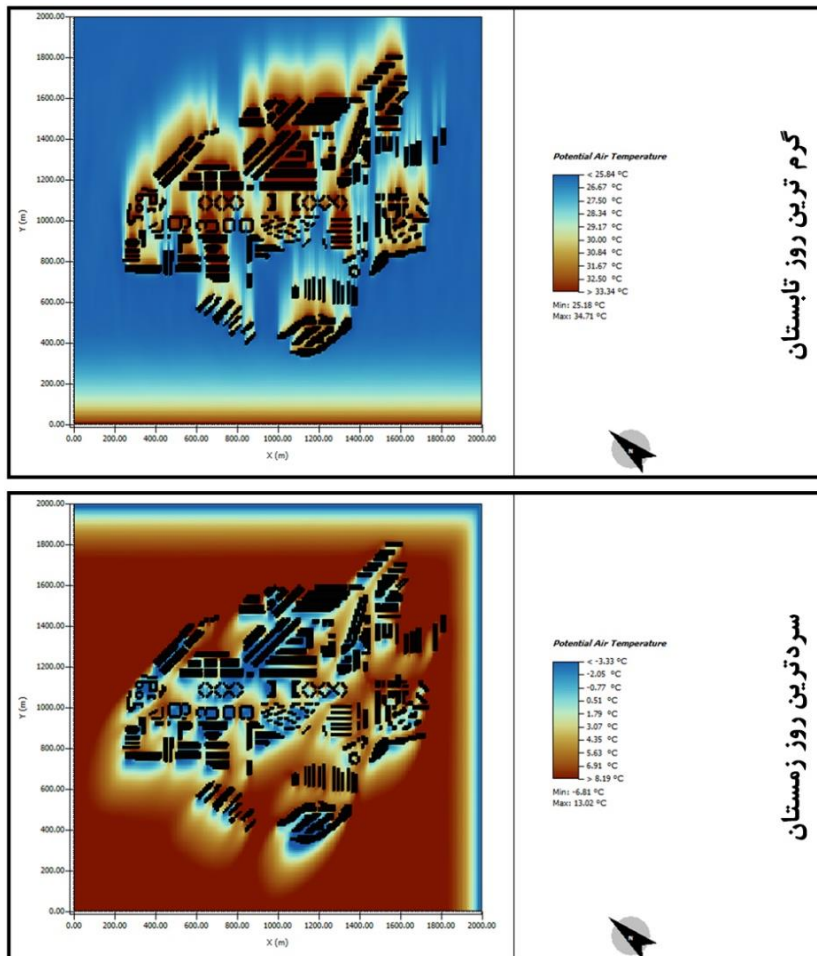 2000.00
1800.00
1600.00
1400.00
1200.00
1000.00
800.00
600.00
400.00
200.00
0.00
Y (m)
0.00 200.00 400.00 600.00 800.00 1000.00 1200.00 1400.00 1600.00 1800.00 2000.00
X (m)
Potential Air Temperature
< 25.84 °C
26.67 °C
27.50 °C
28.34 °C
29.17 °C
30.00 °C
30.84 °C
31.67 °C
32.50 °C
> 33.34 °C
Min: 25.18 °C
Max: 34.71 °C
گرم ترین روز تابستان
N
2000.00
1800.00
1600.00
1400.00
1200.00
1000.00
800.00
600.00
400.00
200.00
0.00
Y (m)
0.00 200.00 400.00 600.00 800.00 1000.00 1200.00 1400.00 1600.00 1800.00 2000.00
X (m)
Potential Air Temperature
< -3.33 °C
-2.05 °C
-0.77 °C
0.51 °C
1.79 °C
3.07 °C
4.35 °C
5.63 °C
6.91 °C
> 8.19 °C
Min: -6.81 °C
Max: 13.02 °C
سردترین روز زمستان
N